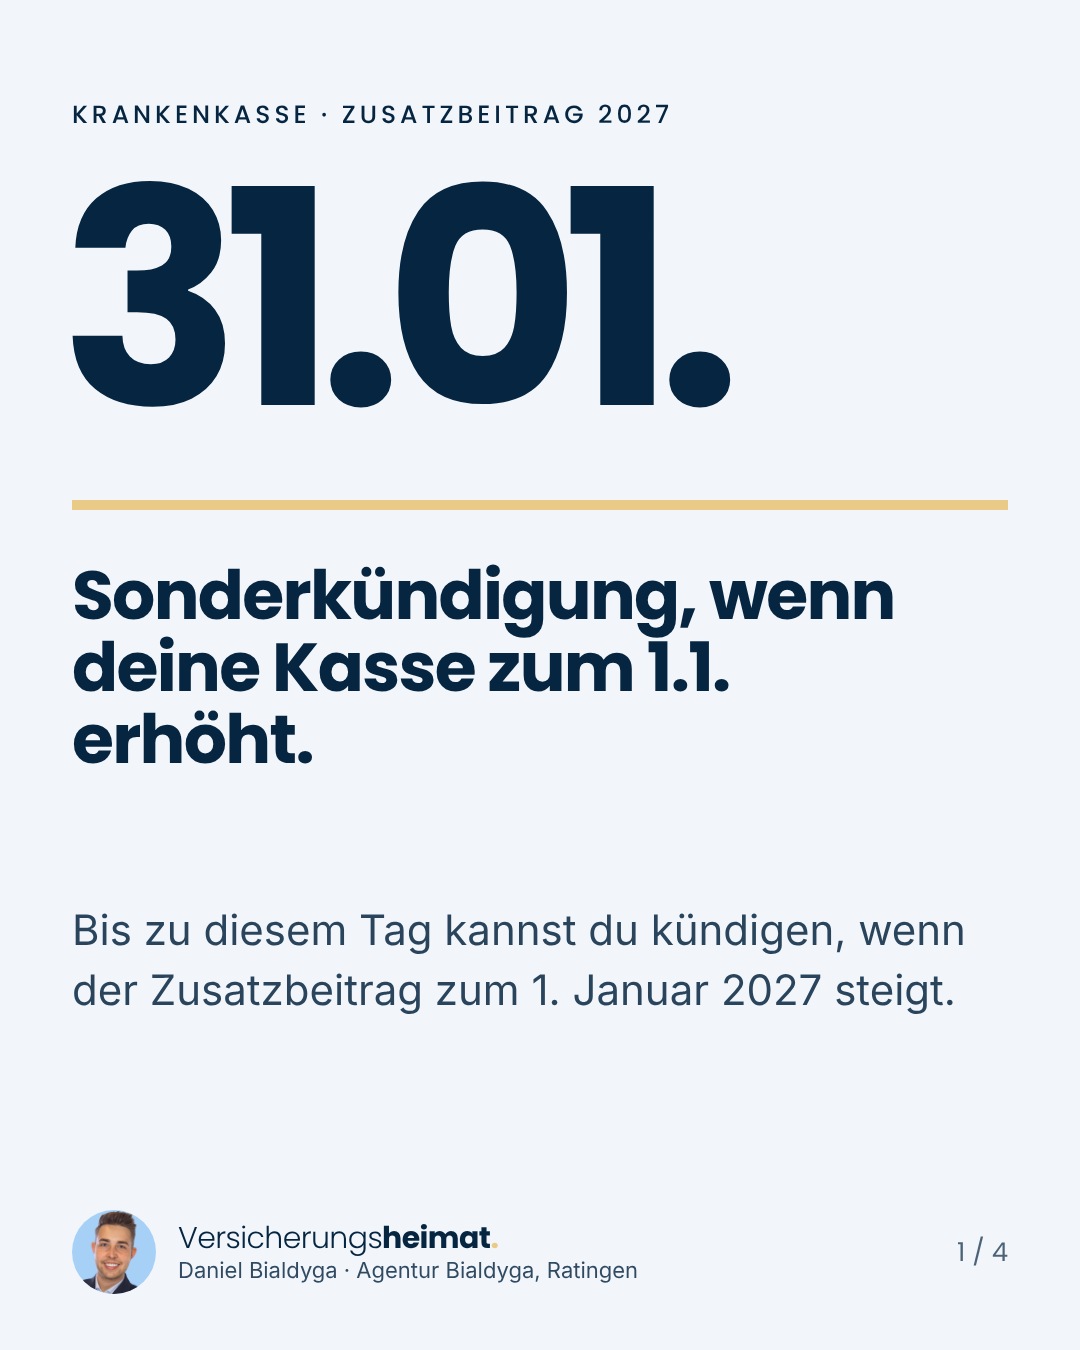 KRANKENKASSE · ZUSATZBEITRAG 2027
31.01.
Sonderkündigung, wenn
deine Kasse zum 1.1.
erhöht.
Bis zu diesem Tag kannst du kündigen, wenn
der Zusatzbeitrag zum 1. Januar 2027 steigt.
Versicherungsheimat.
Daniel Bialdyga · Agentur Bialdyga, Ratingen
1 / 4